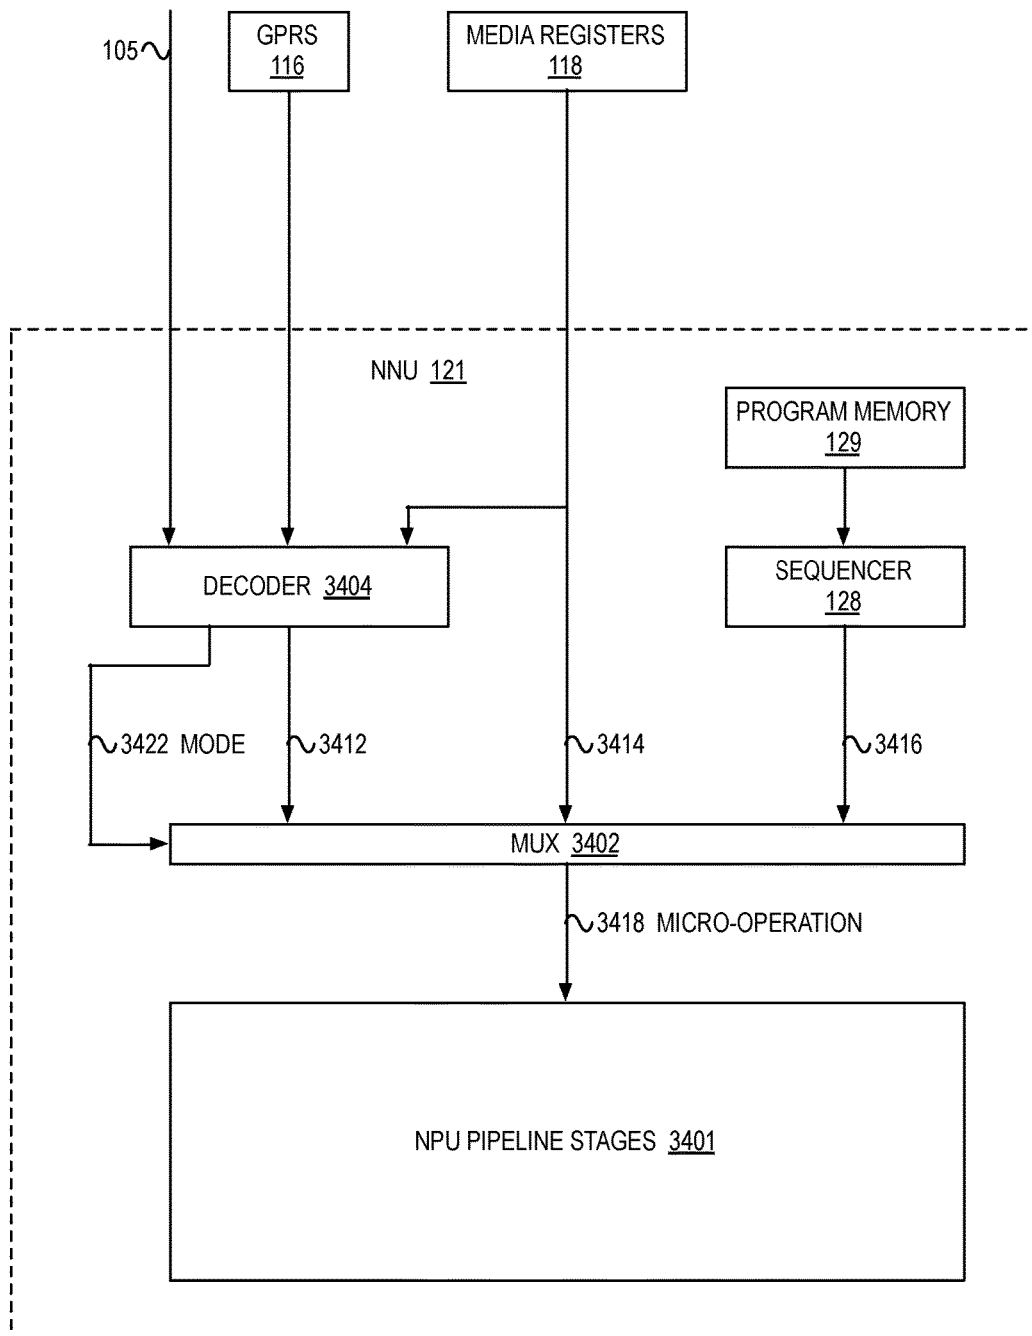 105
GPRS
116
MEDIA REGISTERS
118
NNU 121
PROGRAM MEMORY
129
DECODER 3404
SEQUENCER
128
3422 MODE
3412
3414
3416
MUX 3402
3418 MICRO-OPERATION
NPU PIPELINE STAGES 3401